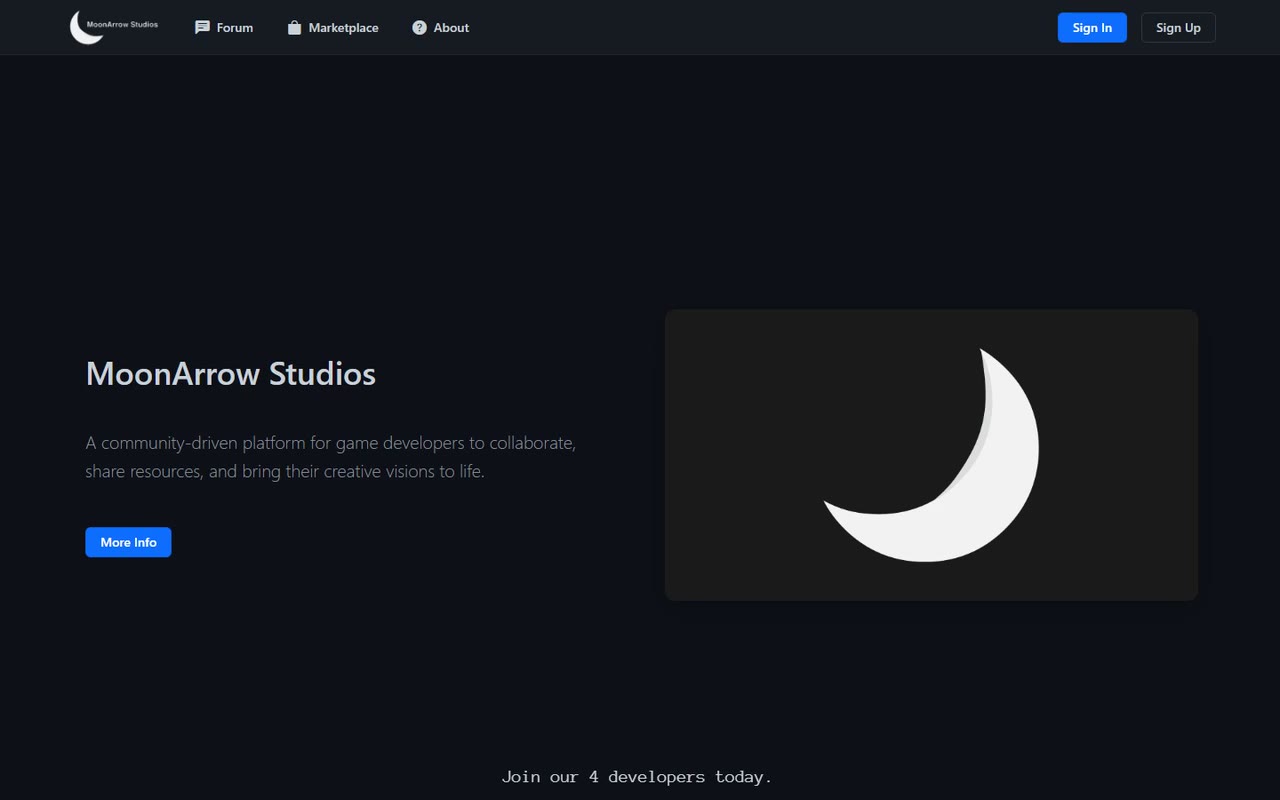 MoonArrow Studios
Forum
Marketplace
About
Sign In
Sign Up
MoonArrow Studios
A community-driven platform for game developers to collaborate,
share resources, and bring their creative visions to life.
More Info
Join our 4 developers today.